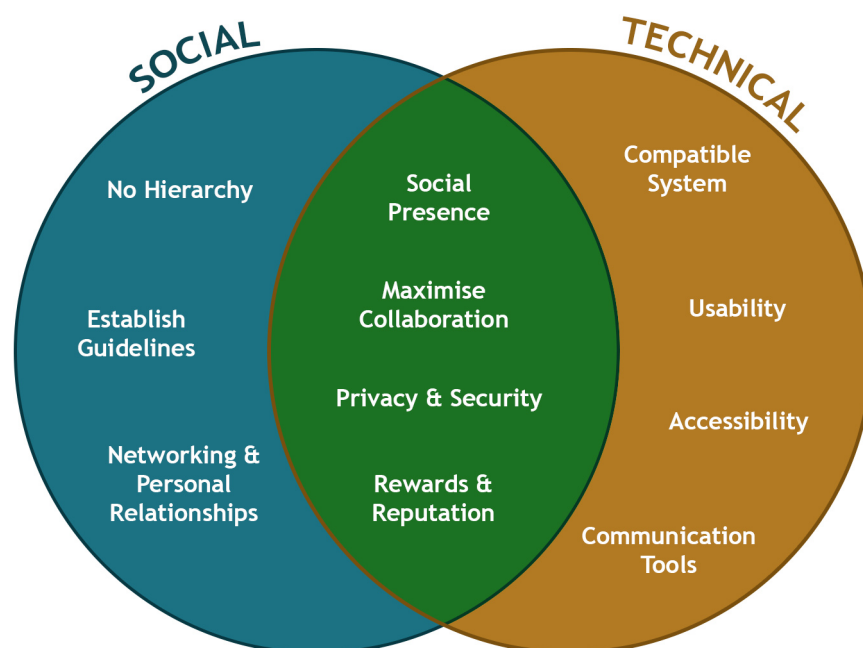 SOCIAL
TECHNICAL
No Hierarchy
Establish
Guidelines
Networking &
Personal
Relationships
Social
Presence
Maximise
Collaboration
Privacy & Security
Rewards &
Reputation
Compatible
System
Usability
Accessibility
Communication
Tools